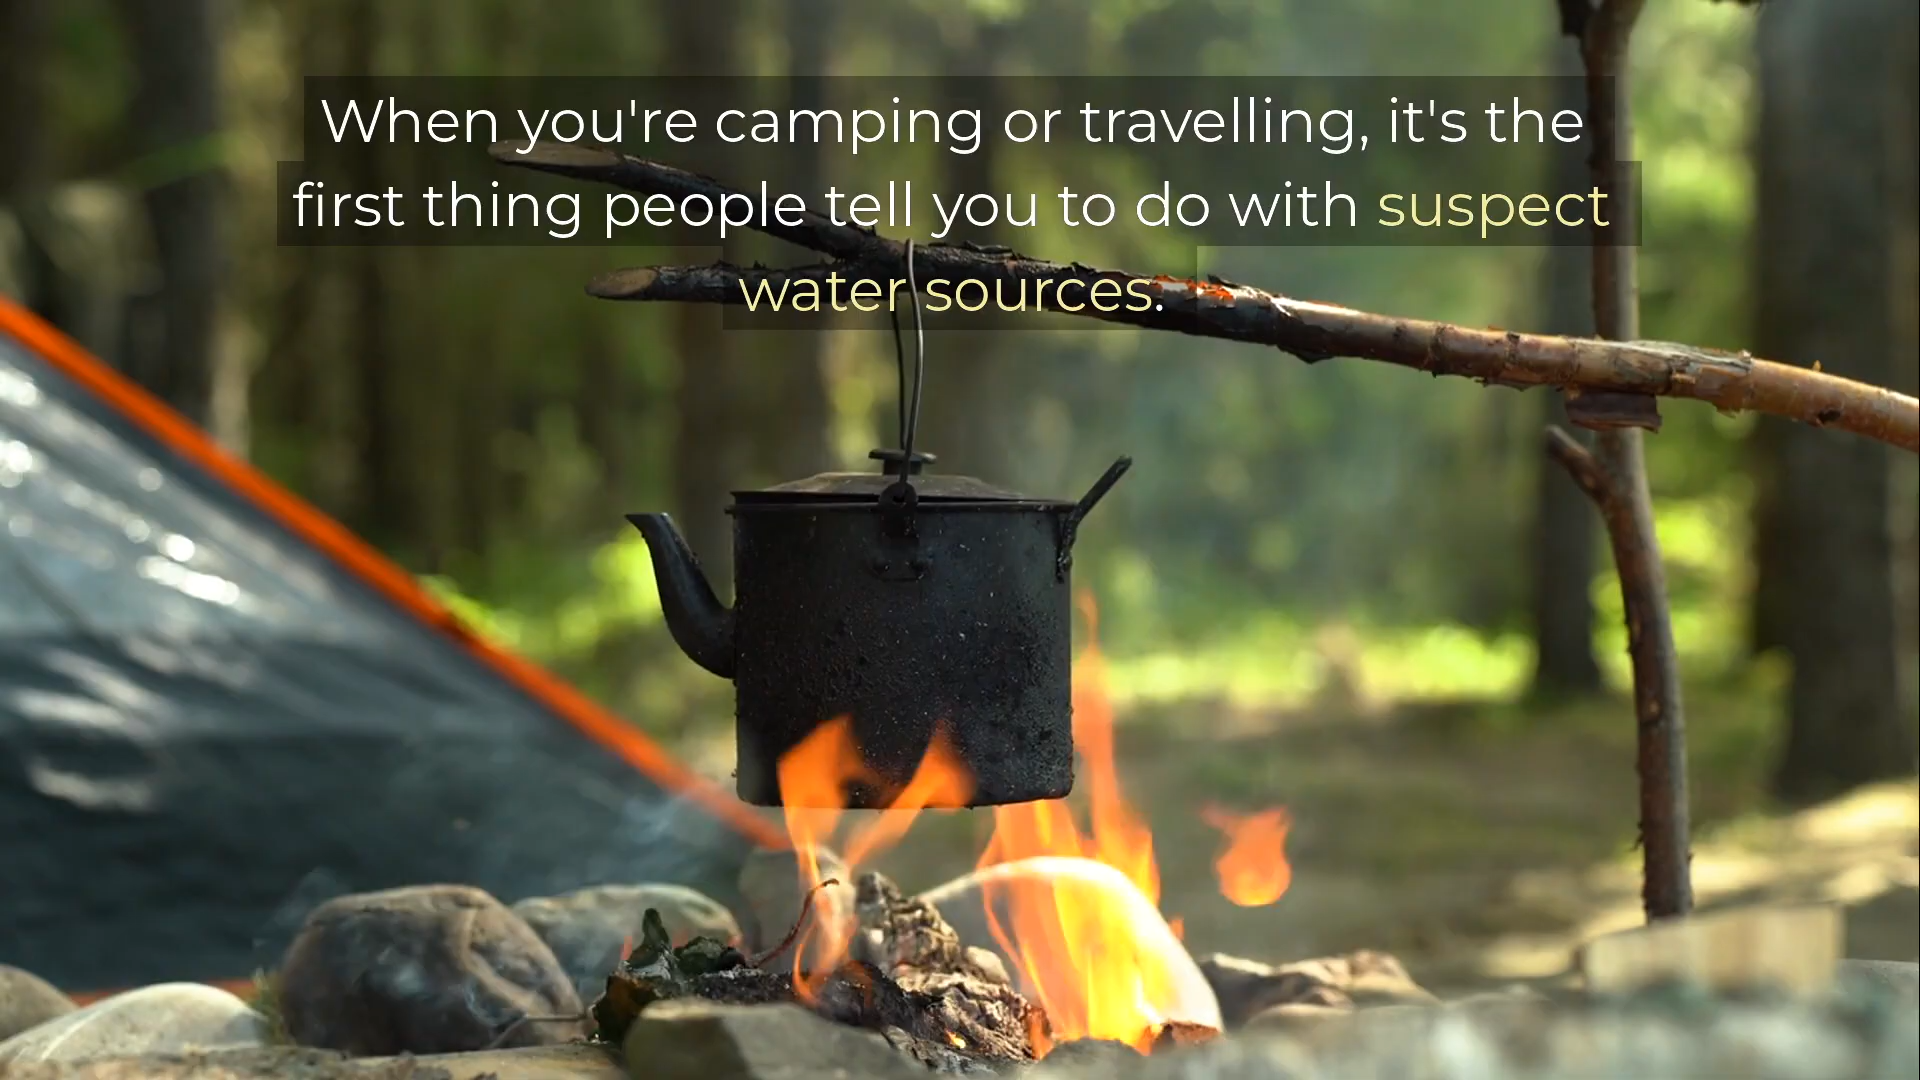 When you're camping or travelling, it's the
first thing people tell you to do with suspect
water sources.